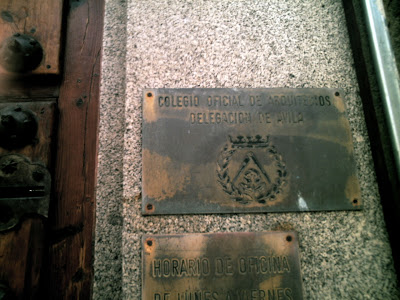 COLEGIO OFICIAL DE ARQUITECTOS
DELEGACION DE AVILA
HORARIO DE OFICINA
DE LUNES A VIERNES